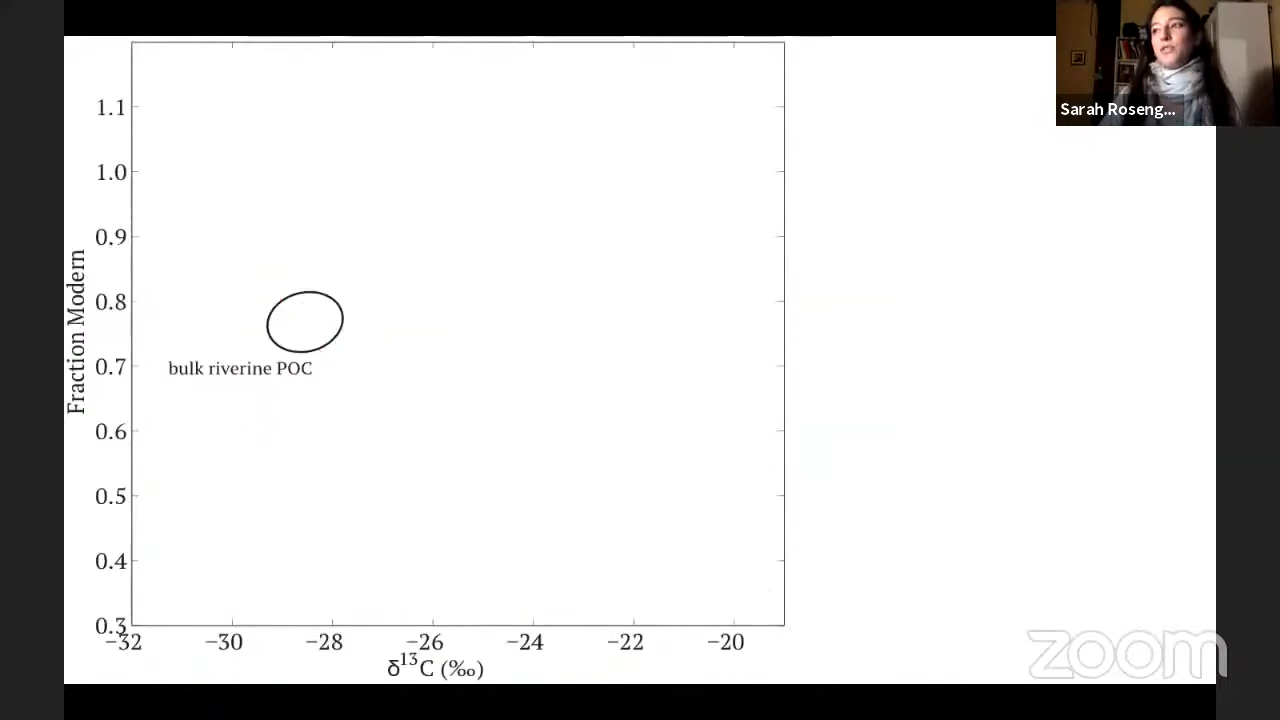 Sarah Roseng...
1.1
1.0
0.9
0.8
0.7
0.6
0.5
0.4
0.3
Fraction Modern
bulk riverine POC
−32 −30 −28 −26 −24 −22 −20
δ¹³C (‰)
zoom